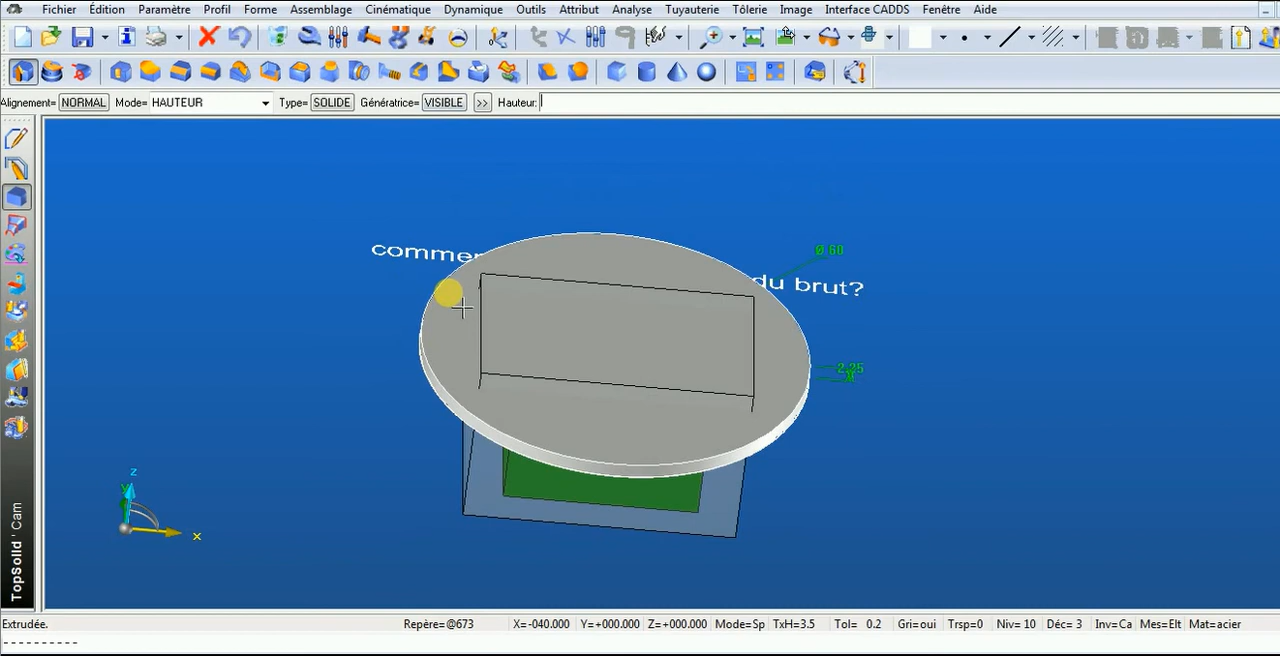 Fichier Édition Paramètre Profil Forme Assemblage Cinématique Dynamique Outils Attribut Analyse Tuyauterie Tôlerie Image Interface CADDS Fenêtre Aide
Alignement= NORMAL Mode= HAUTEUR Type= SOLIDE Génératrice= VISIBLE >> Hauteur:
Ø 60
comme
du brut?
2.25
z
x
TopSolid'Cam
Extrudée. Repère=@673 X=-040.000 Y=+000.000 Z=+000.000 Mode=Sp TxH=3.5 Tol= 0.2 Gri=oui Trsp=0 Niv= 10 Déc= 3 Inv=Ca Mes=Elt Mat=acier
----------